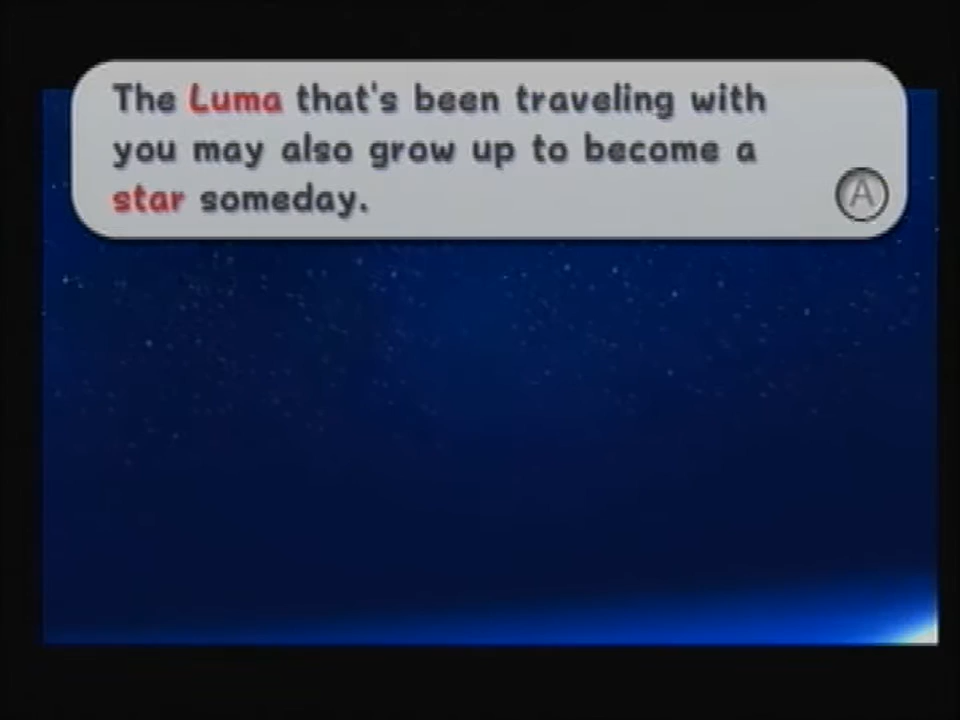 The Luma that's been traveling with
you may also grow up to become a
star someday.
A